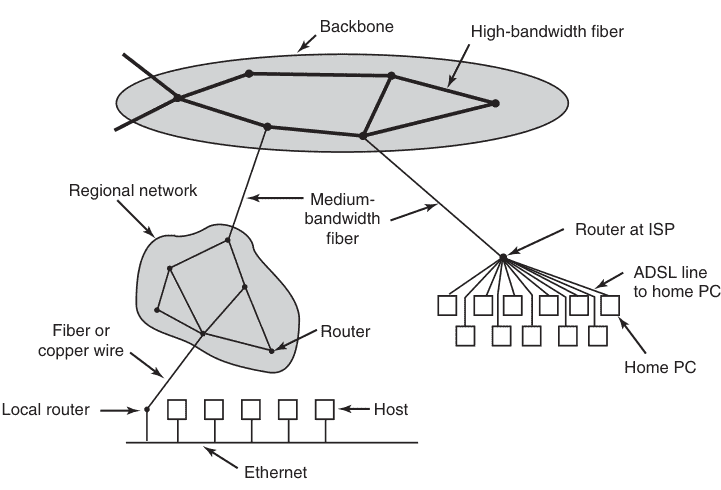 Backbone
High-bandwidth fiber
Regional network
Medium-
bandwidth
fiber
Router at ISP
ADSL line
to home PC
Fiber or
copper wire
Router
Home PC
Local router
Host
Ethernet